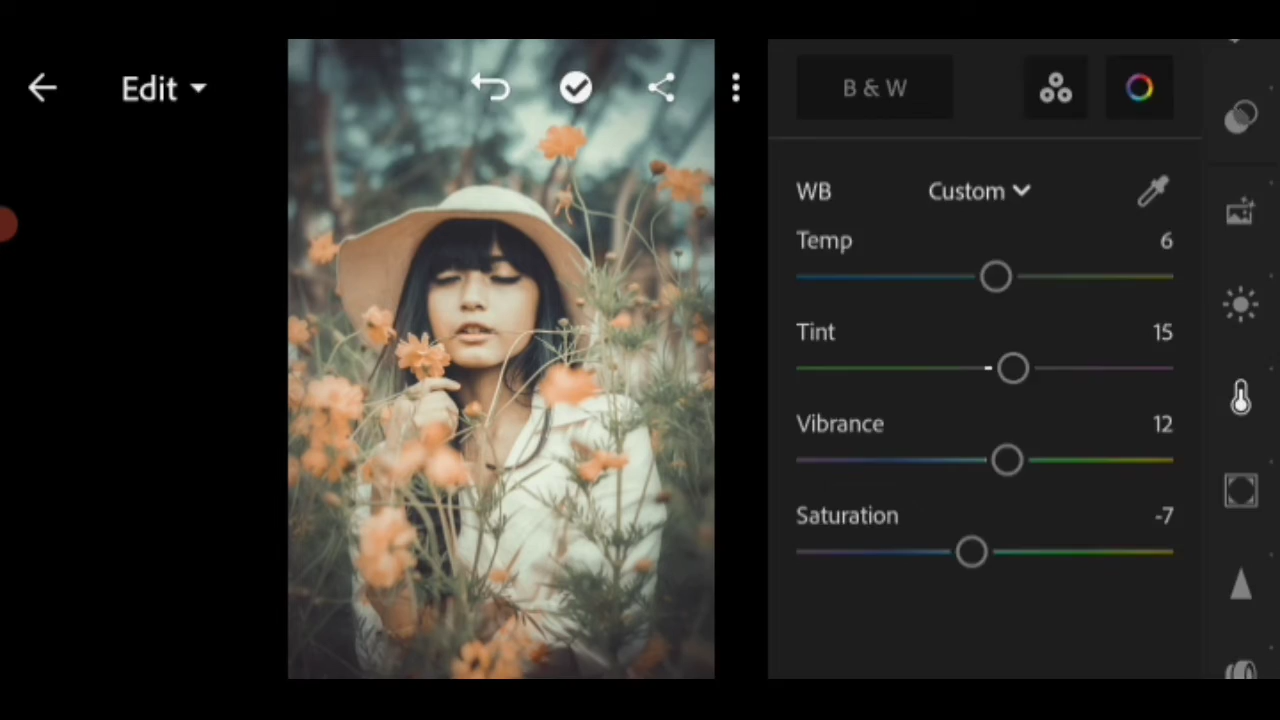 Edit
B & W
WB Custom
Temp 6
Tint 15
Vibrance 12
Saturation -7